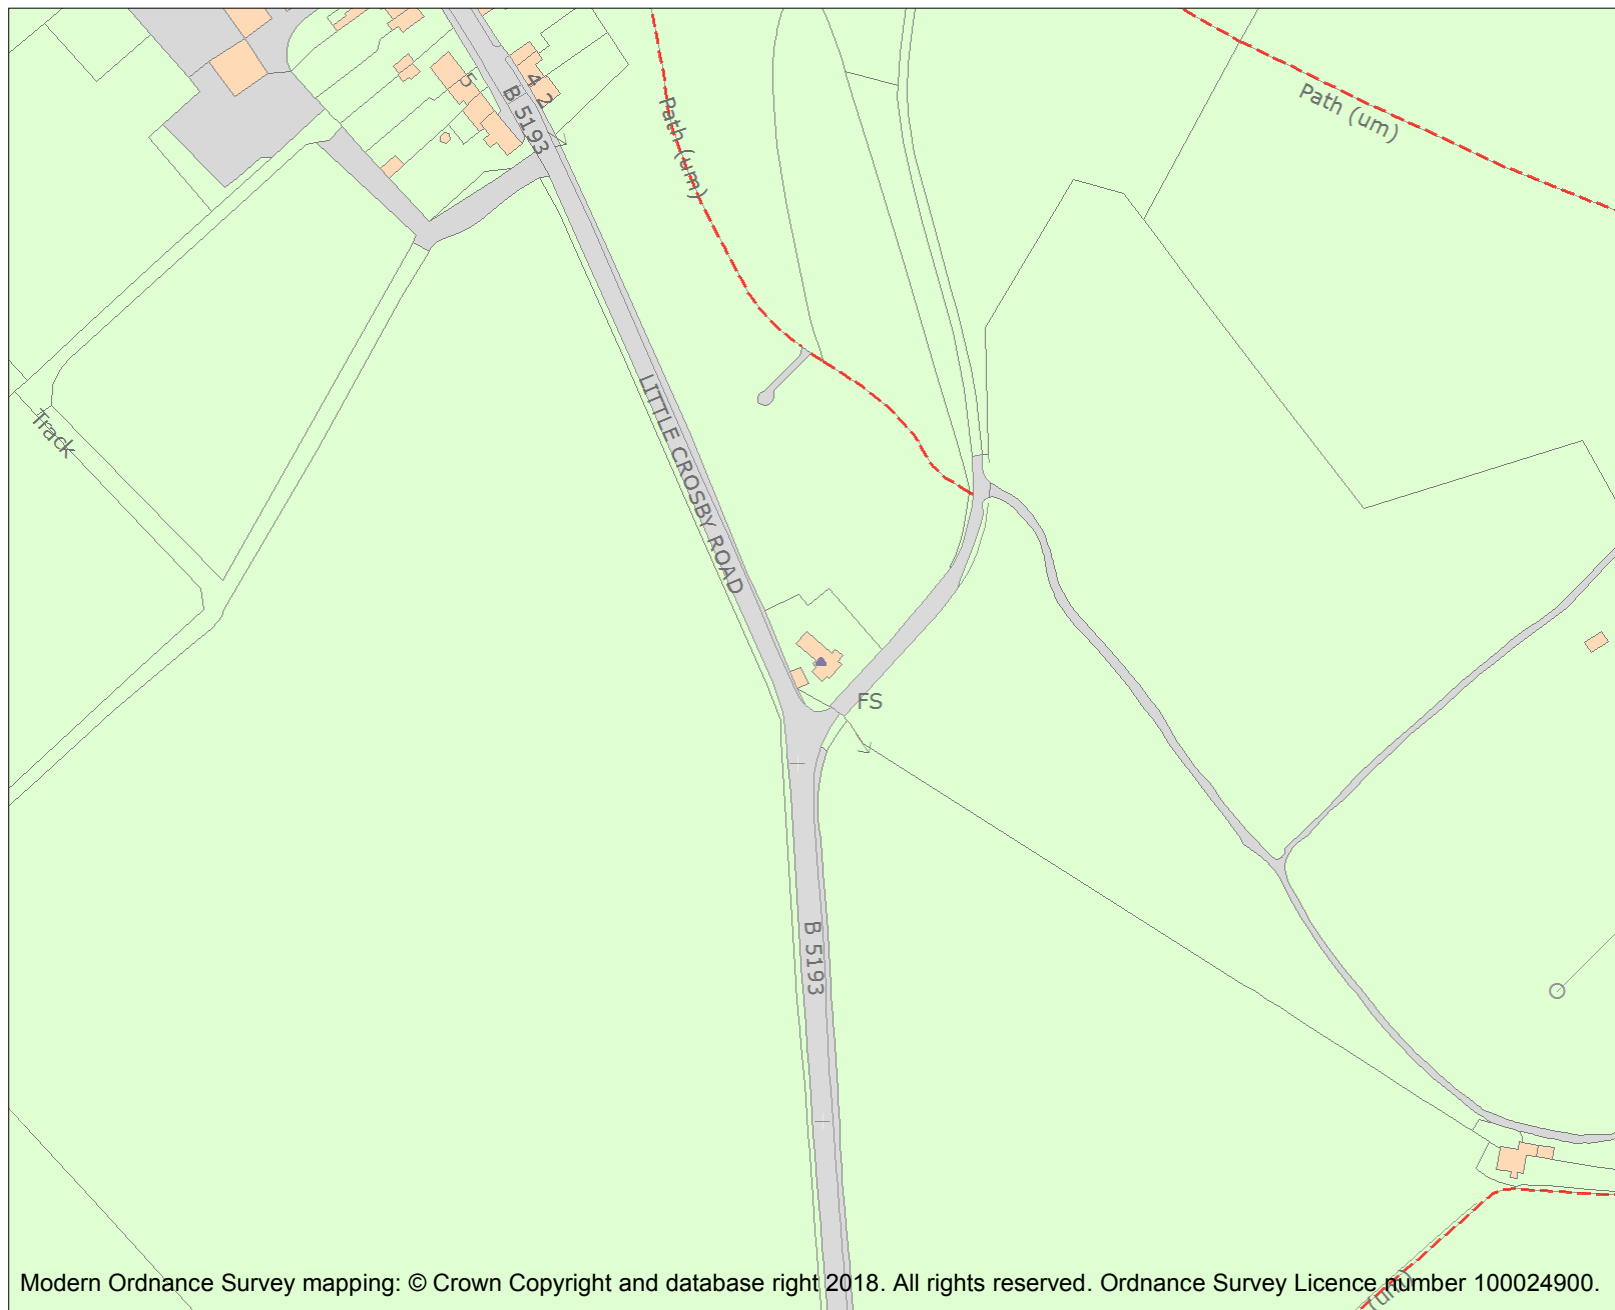 5
4
2
B 5193
Path (um)
Path (um)
LITTLE CROSBY ROAD
Track
FS
B 5193
(um)
Modern Ordnance Survey mapping: © Crown Copyright and database right 2018. All rights reserved. Ordnance Survey Licence number 100024900.